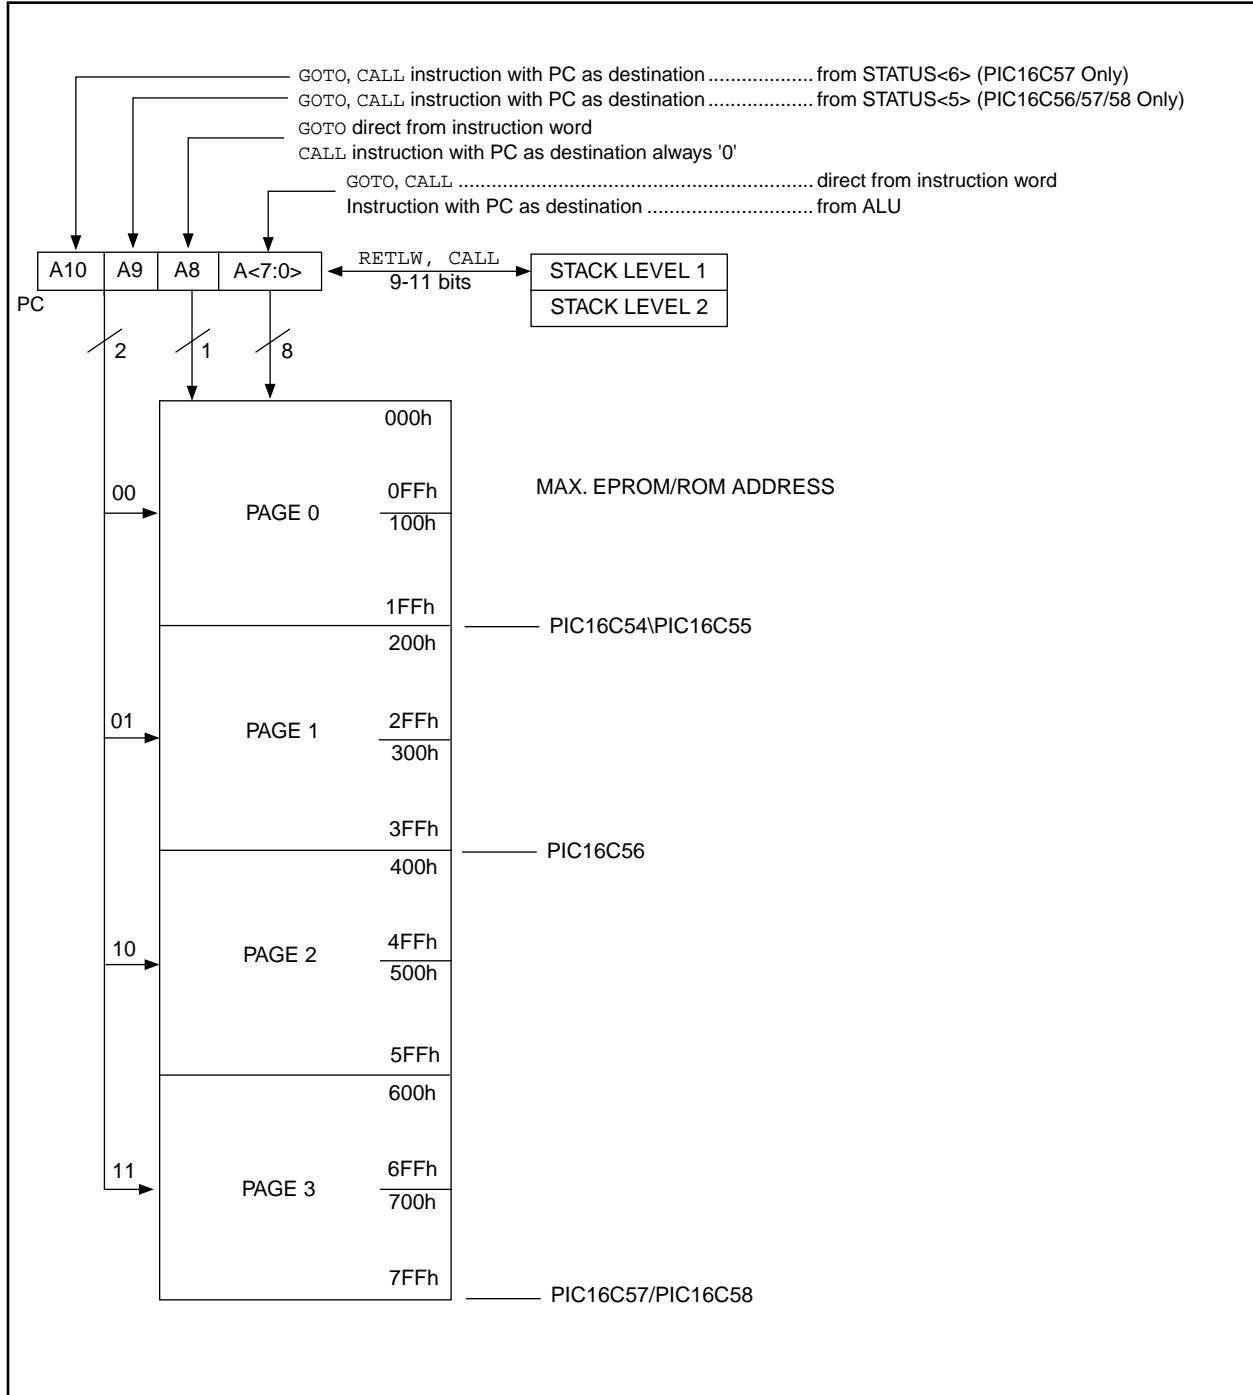 GOTO, CALL instruction with PC as destination ................... from STATUS<6> (PIC16C57 Only)
GOTO, CALL instruction with PC as destination ................... from STATUS<5> (PIC16C56/57/58 Only)
GOTO direct from instruction word
CALL instruction with PC as destination always '0'
GOTO, CALL ................................................................ direct from instruction word
Instruction with PC as destination .............................. from ALU
A10 A9 A8 A<7:0> RETLW, CALL STACK LEVEL 1
9-11 bits
PC STACK LEVEL 2
2 1 8
000h
00 0FFh MAX. EPROM/ROM ADDRESS
PAGE 0
100h
1FFh
PIC16C54\PIC16C55
200h
01 2FFh
PAGE 1
300h
3FFh
PIC16C56
400h
10 4FFh
PAGE 2
500h
5FFh
600h
11 6FFh
PAGE 3
700h
7FFh
PIC16C57/PIC16C58